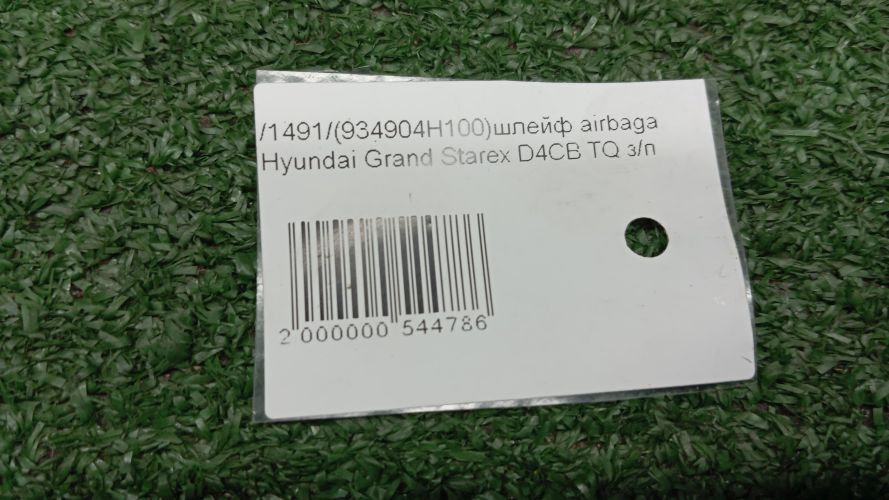 /1491/(934904H100)шлейф airbaga
Hyundai Grand Starex D4CB TQ з/п
2 000000 544786